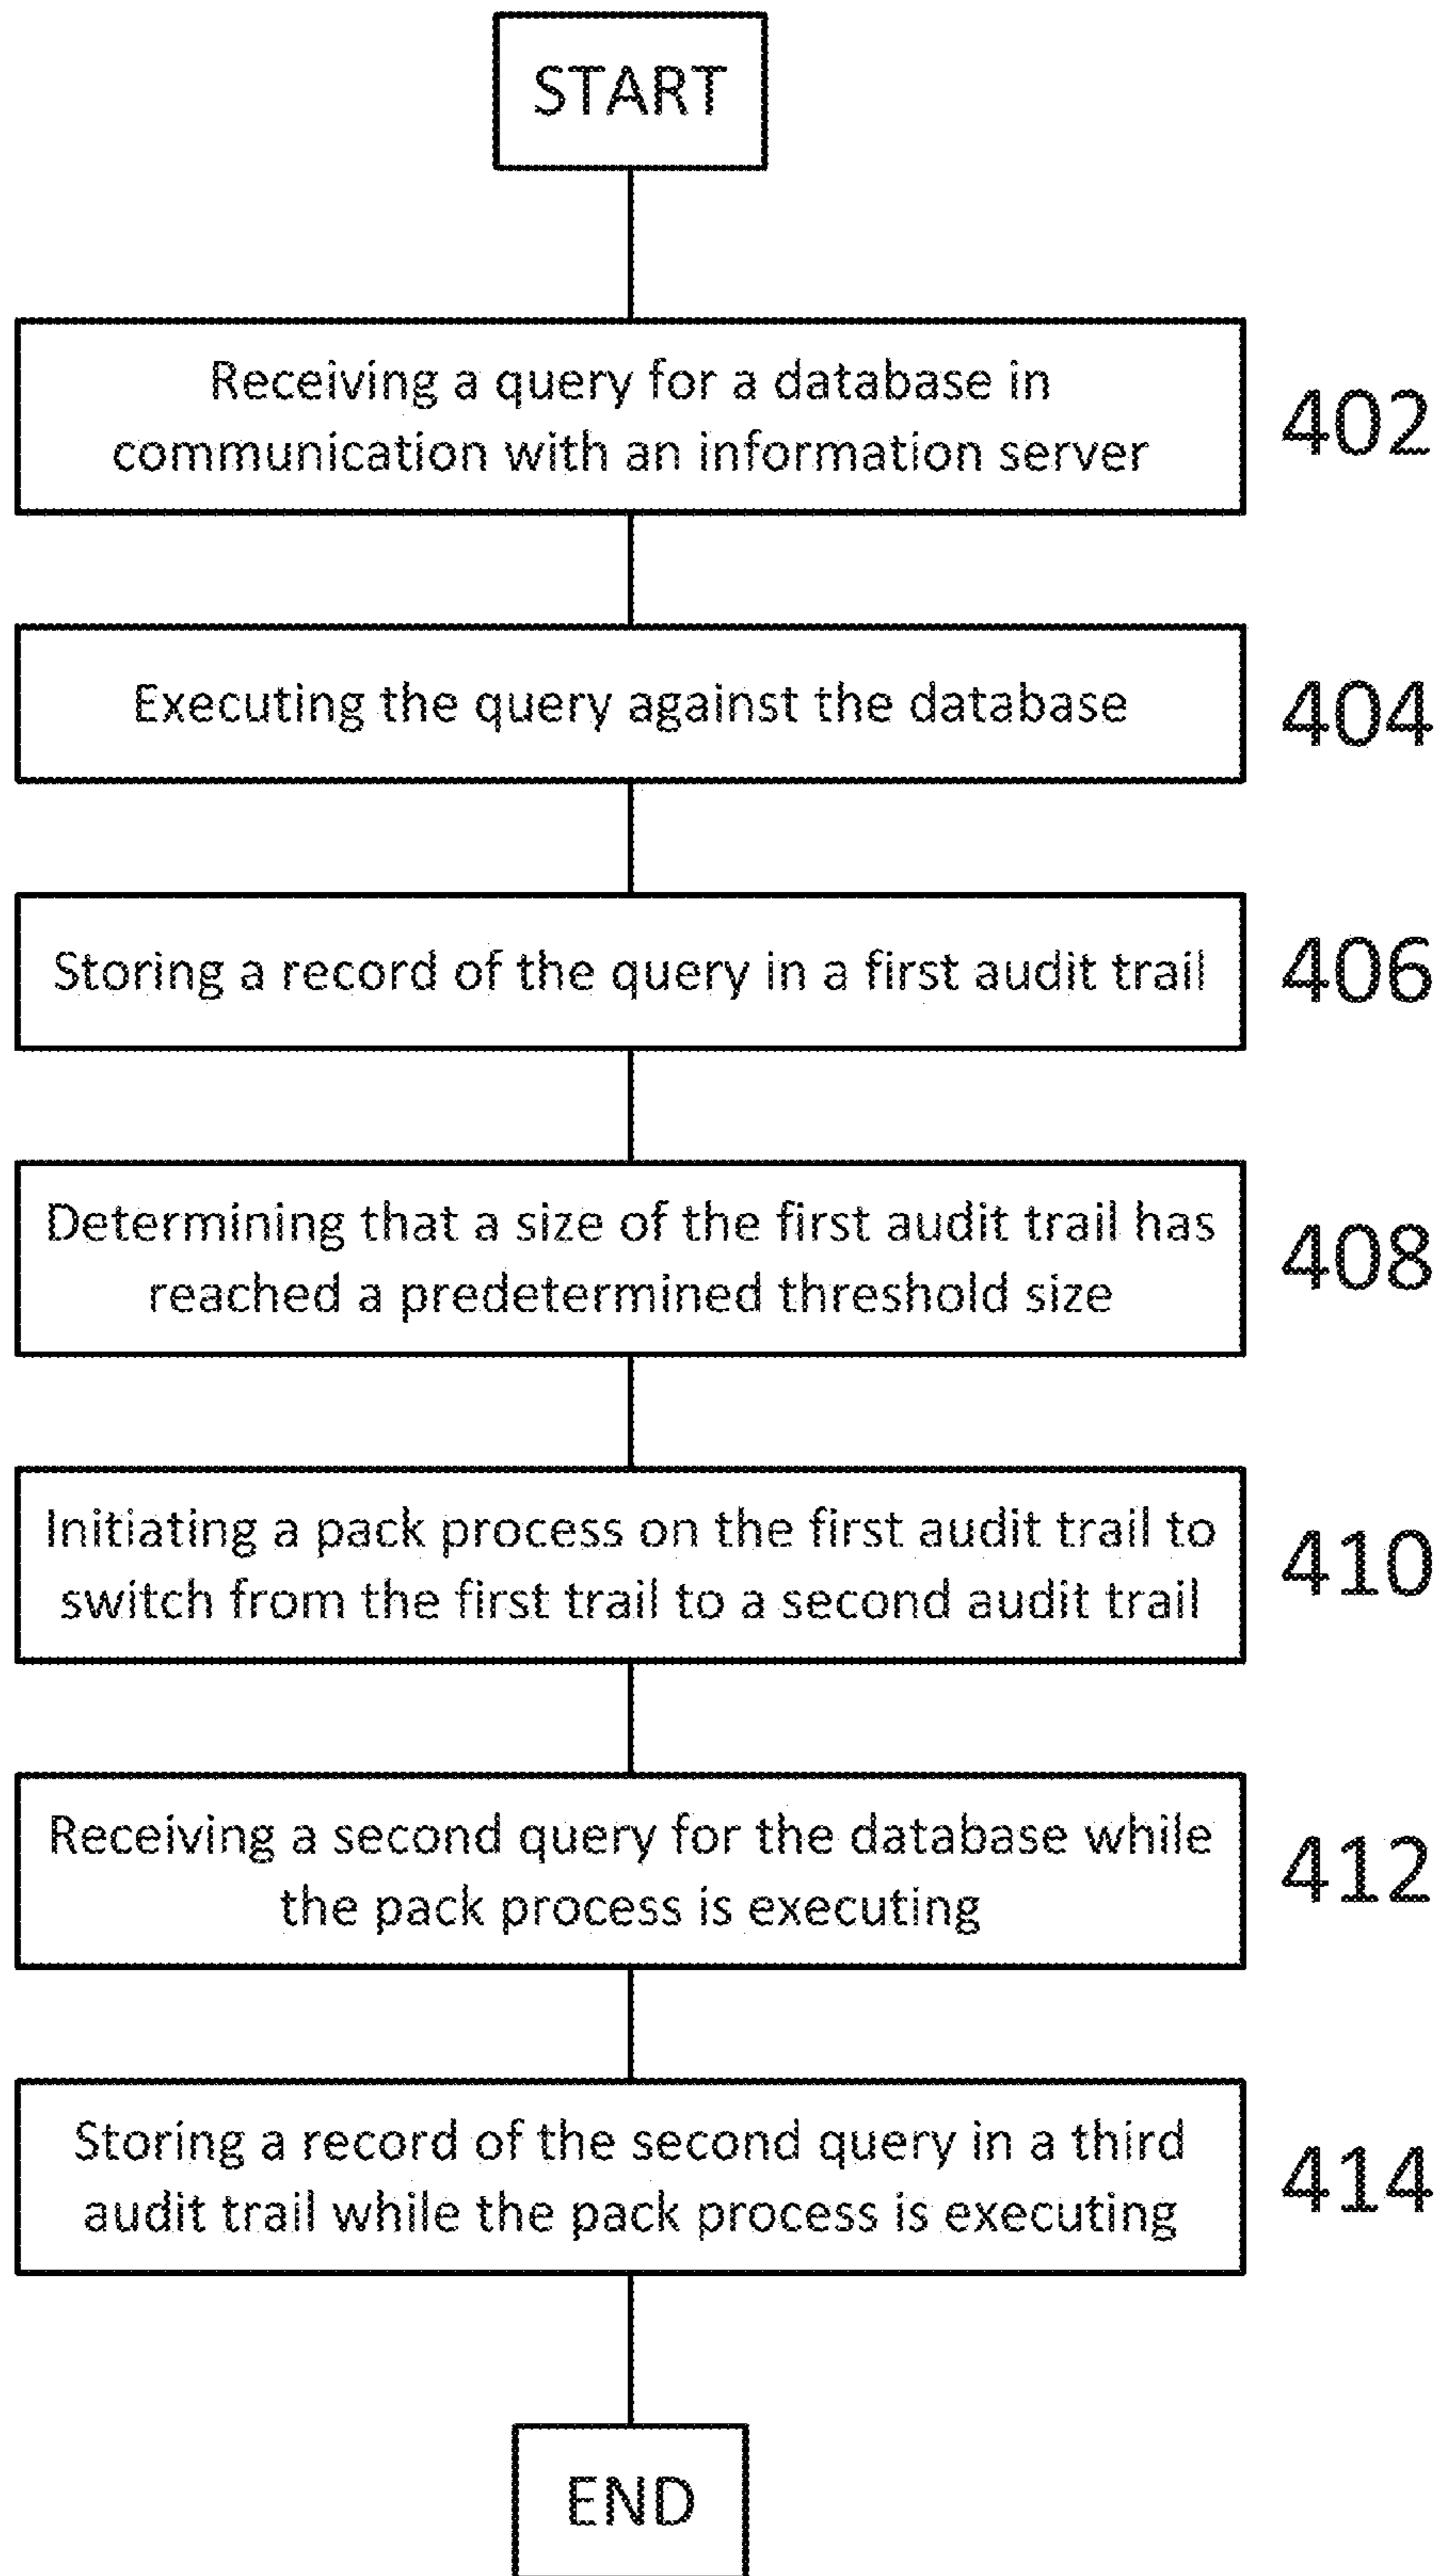 START
Receiving a query for a database in
communication with an information server
402
Executing the query against the database
404
Storing a record of the query in a first audit trail
406
Determining that a size of the first audit trail has
reached a predetermined threshold size
408
Initiating a pack process on the first audit trail to
switch from the first trail to a second audit trail
410
Receiving a second query for the database while
the pack process is executing
412
Storing a record of the second query in a third
audit trail while the pack process is executing
414
END